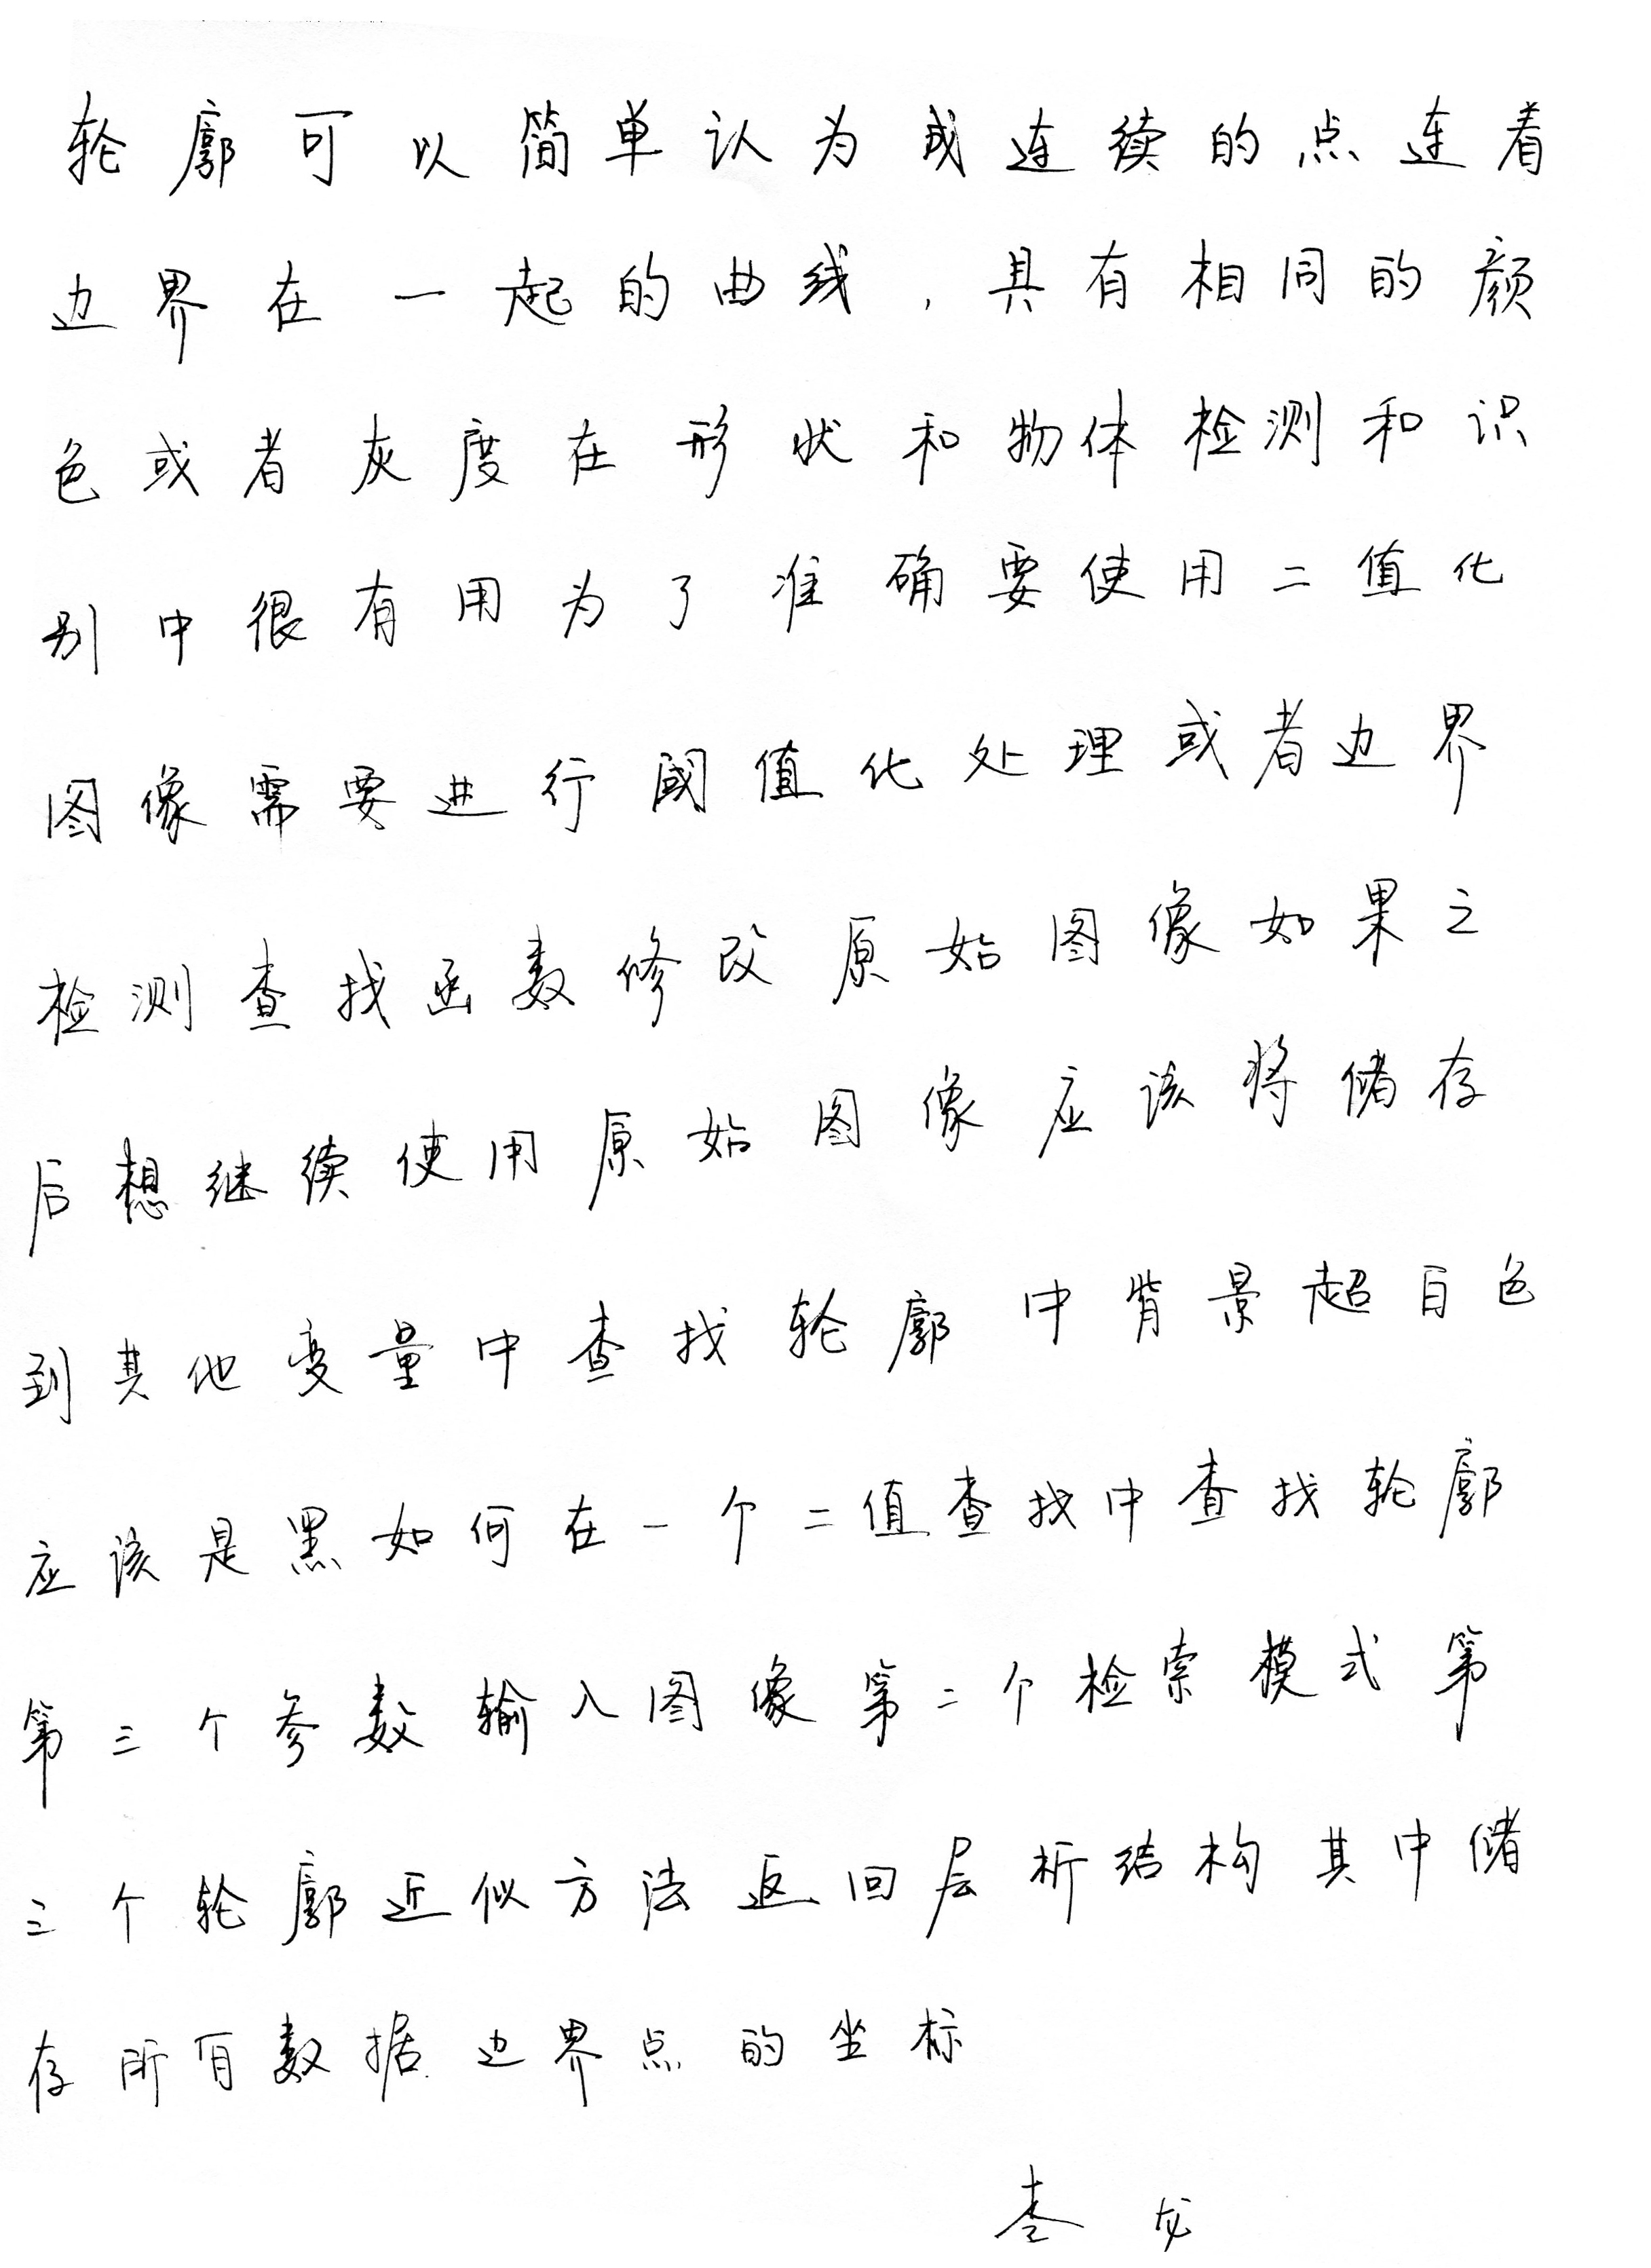 轮廓可以简单认为成连续的点连着
边界在一起的曲线，具有相同的颜
色或者灰度在形状和物体检测和识
别中很有用为了准确要使用二值化
图像需要进行阈值化处理或者边界
检测查找函数修改原始图像如果之
后想继续使用原始图像应该将储存
到其他变量中查找轮廓中背景超白色
应该是黑如何在一个二值查找中查找轮廓
第三个参数输入图像第二个检索模式第
三个轮廓近似方法返回层析结构其中储
存所有数据边界点的坐标
龙